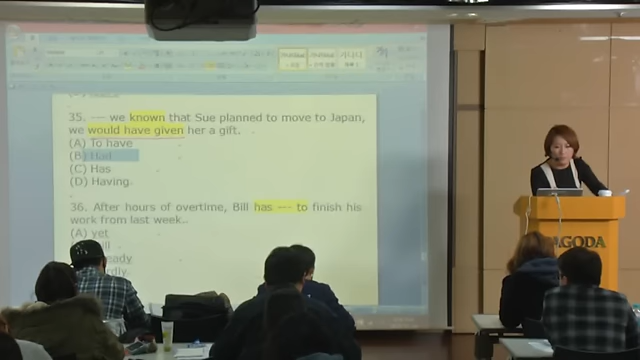 35. --- we known that Sue planned to move to Japan,
we would have given her a gift.
(A) To have
(B) Had
(C) Has
(D) Having
36. After hours of overtime, Bill has --- to finish his
work from last week.
(A) yet
AGODA